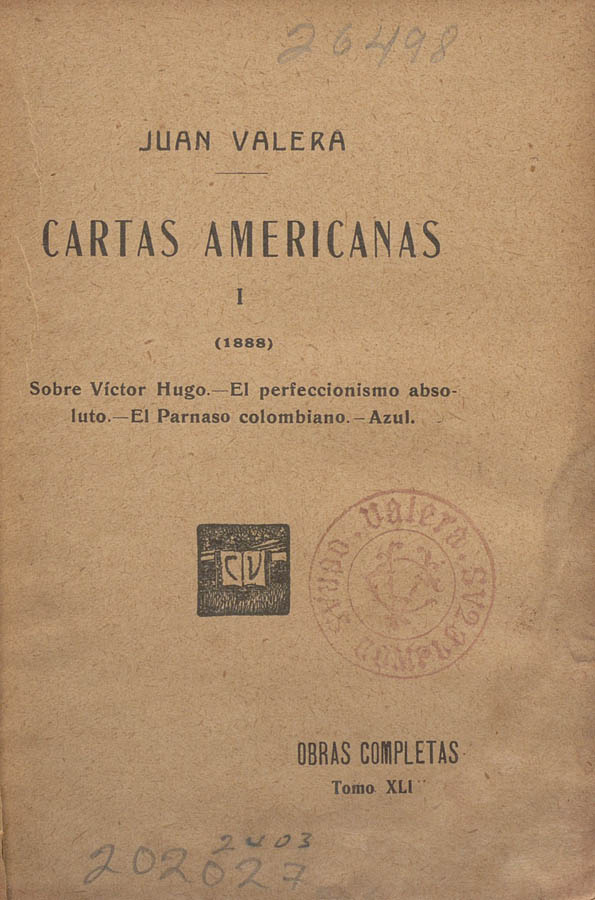 26498
JUAN VALERA
CARTAS AMERICANAS
I
(1888)
Sobre Víctor Hugo.—El perfeccionismo abso-
luto.—El Parnaso colombiano.—Azul.
CV
Valera.
COMPLETAS
OBRAS COMPLETAS
Tomo XLI
2403
202027